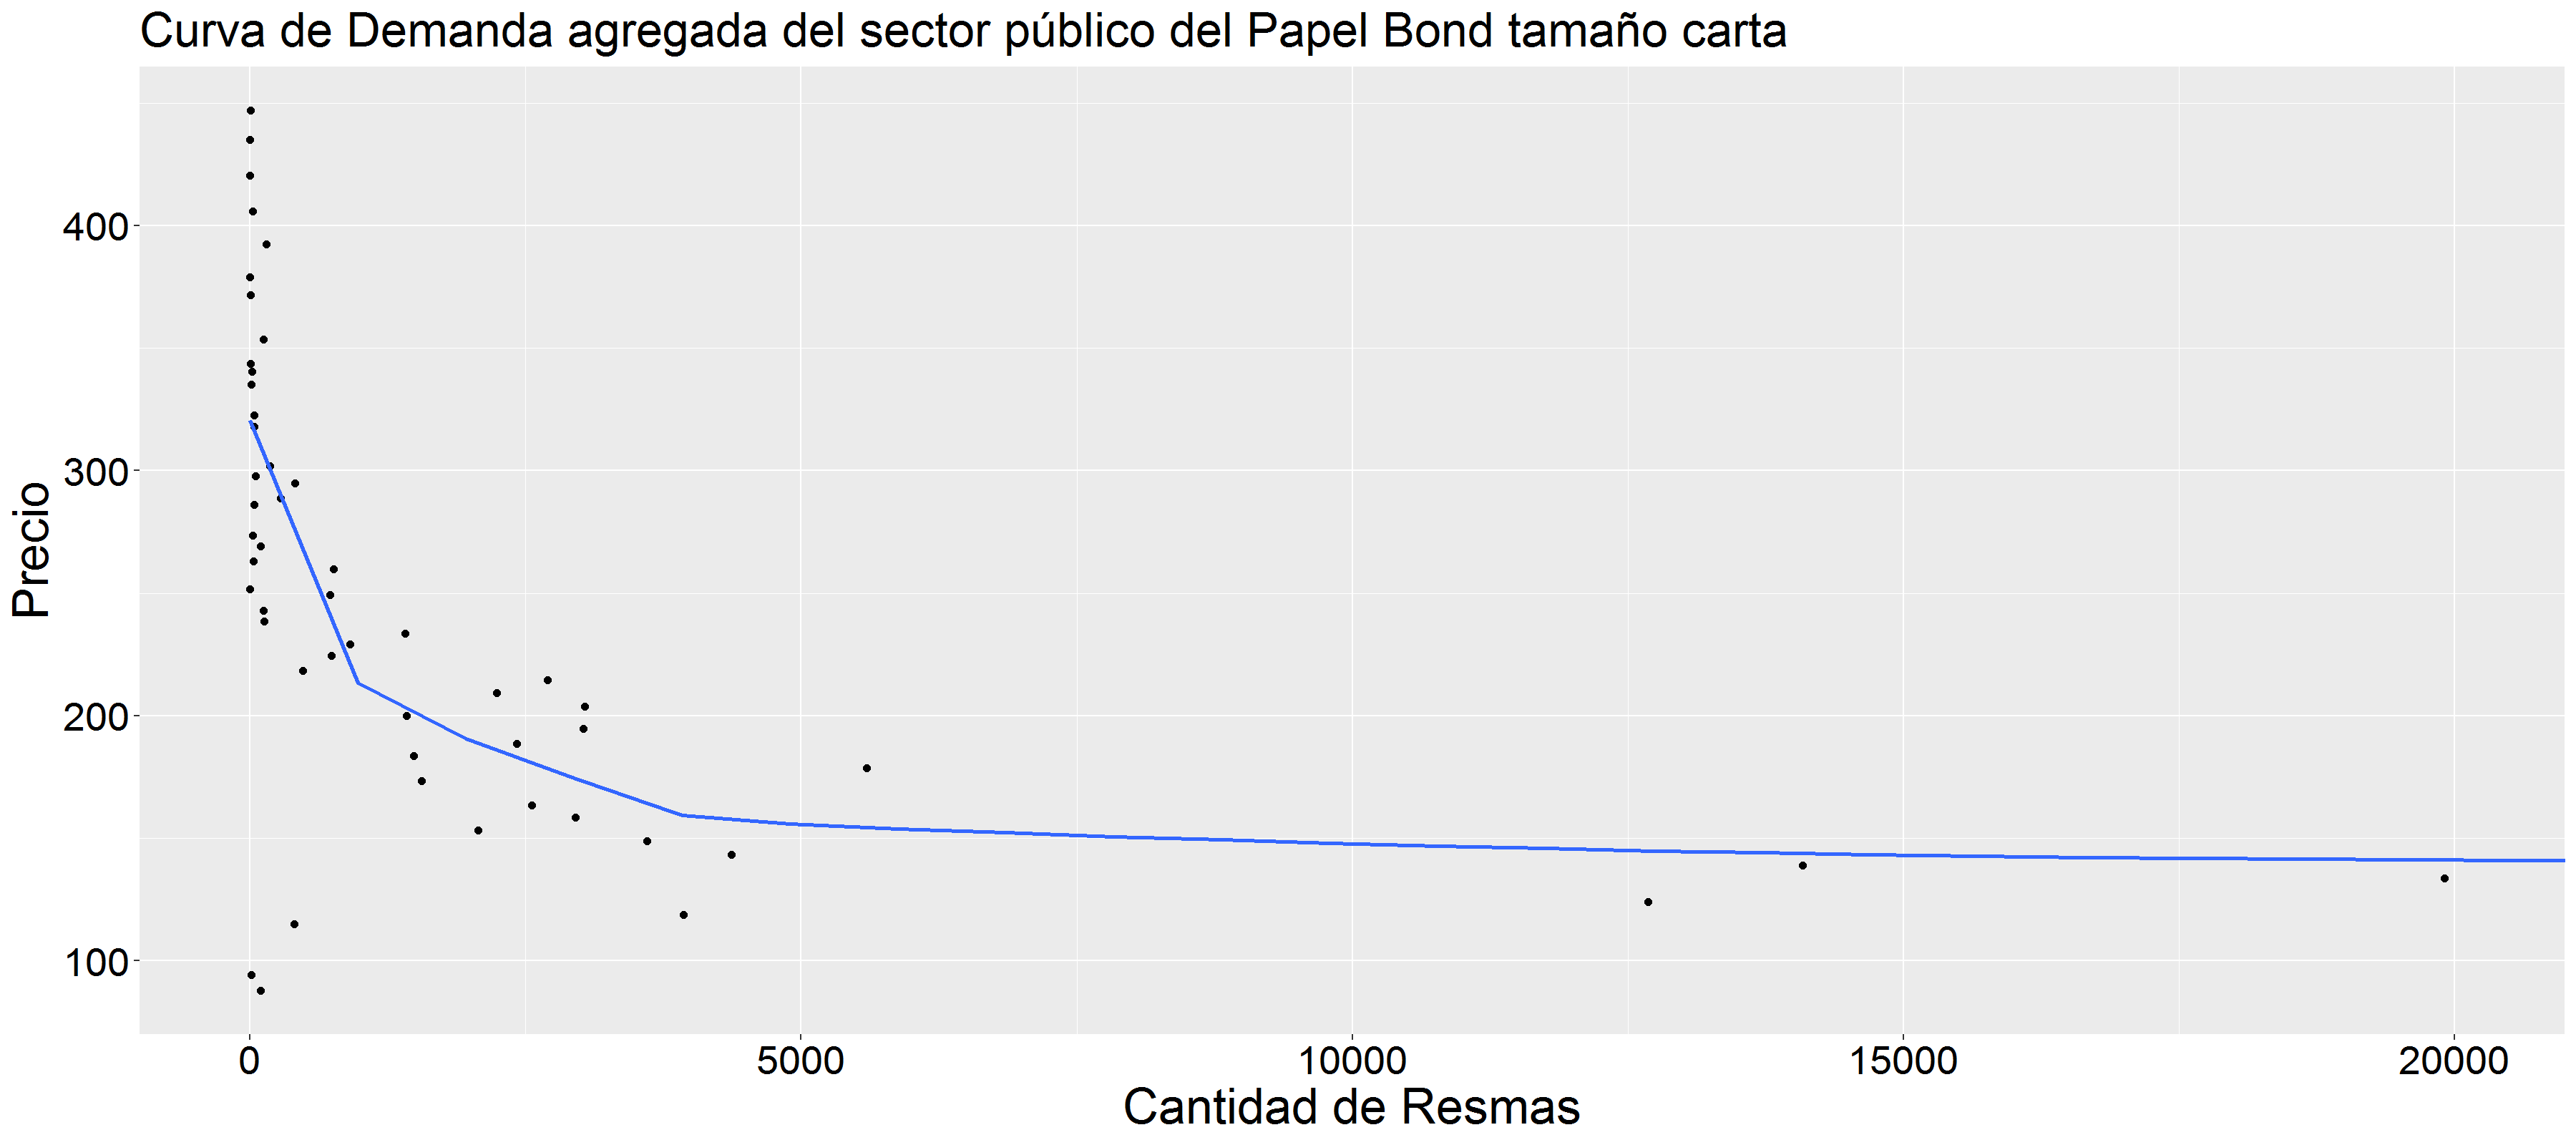 Curva de Demanda agregada del sector público del Papel Bond tamaño carta
400
300
200
100
Precio
0 5000 10000 15000 20000
Cantidad de Resmas